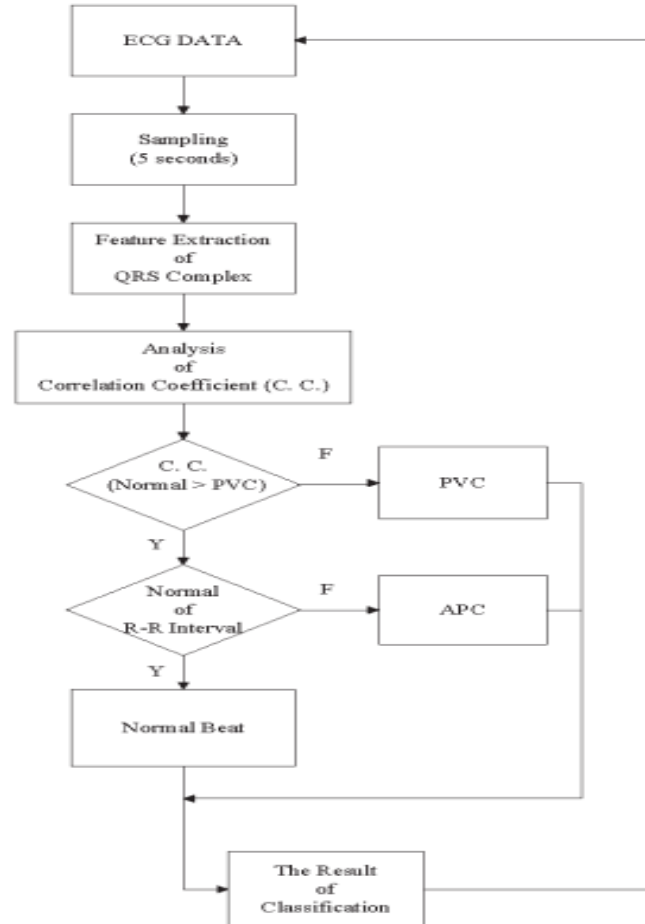 ECG DATA
Sampling
(5 seconds)
Feature Extraction
of
QRS Complex
Analysis
of
Correlation Coefficient (C. C.)
C. C.
(Normal > PVC)
F
PVC
Y
Normal
of
R-R Interval
F
APC
Y
Normal Beat
The Result
of
Classification